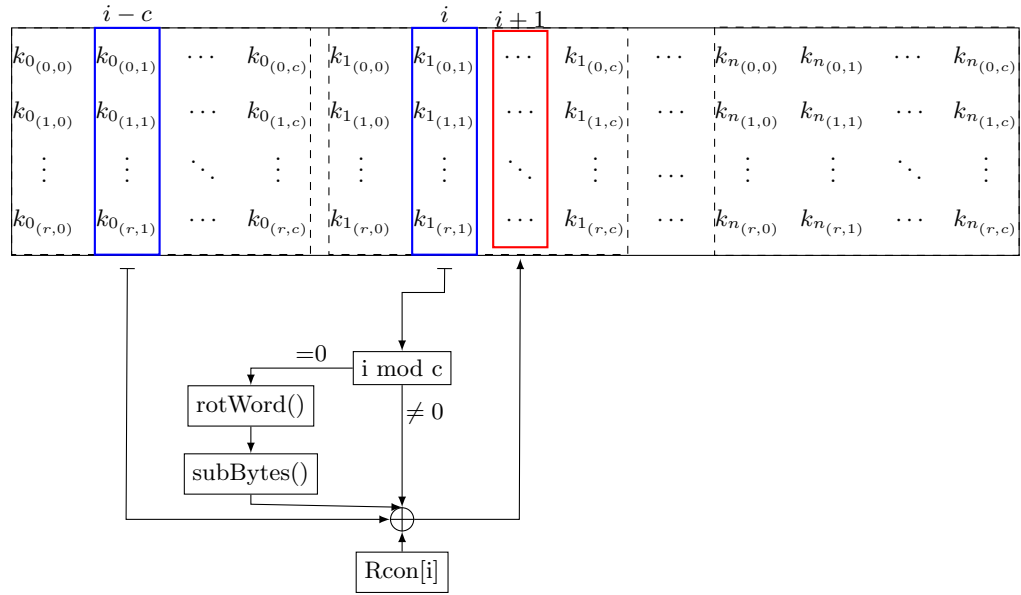 i − c i i + 1
k0(0,0) k0(0,1) ⋯ k0(0,c) k1(0,0) k1(0,1) ⋯ k1(0,c) ⋯ kn(0,0) kn(0,1) ⋯ kn(0,c)
k0(1,0) k0(1,1) ⋯ k0(1,c) k1(1,0) k1(1,1) ⋯ k1(1,c) ⋯ kn(1,0) kn(1,1) ⋯ kn(1,c)
⋮ ⋮ ⋱ ⋮ ⋮ ⋮ ⋱ ⋮ … ⋮ ⋮ ⋱ ⋮
k0(r,0) k0(r,1) ⋯ k0(r,c) k1(r,0) k1(r,1) ⋯ k1(r,c) ⋯ kn(r,0) kn(r,1) ⋯ kn(r,c)
=0
i mod c
rotWord()
≠ 0
subBytes()
Rcon[i]